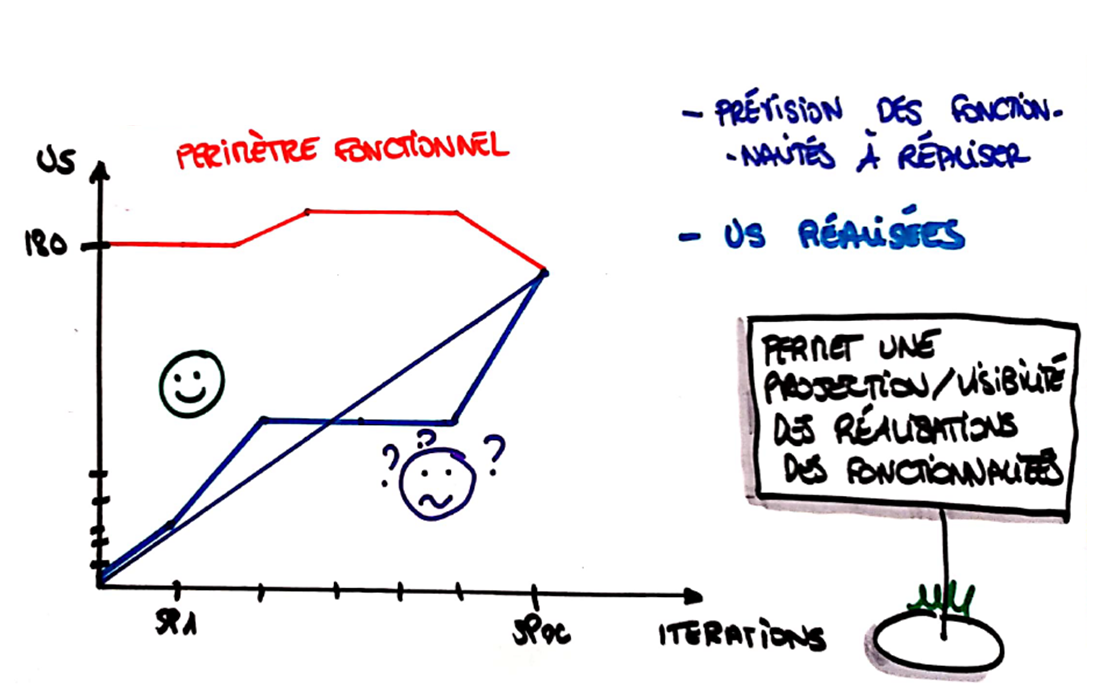 US
PERIMÈTRE FONCTIONNEL
180
SP1
ITERATIONS
? ? ?
- PRÉVISION DES FONCTION-
-NALITÉS À RÉALISER
- US RÉALISÉES
PERMET UNE
PROJECTION/VISIBILITÉ
DES RÉALISATIONS
DES FONCTIONNALITÉS